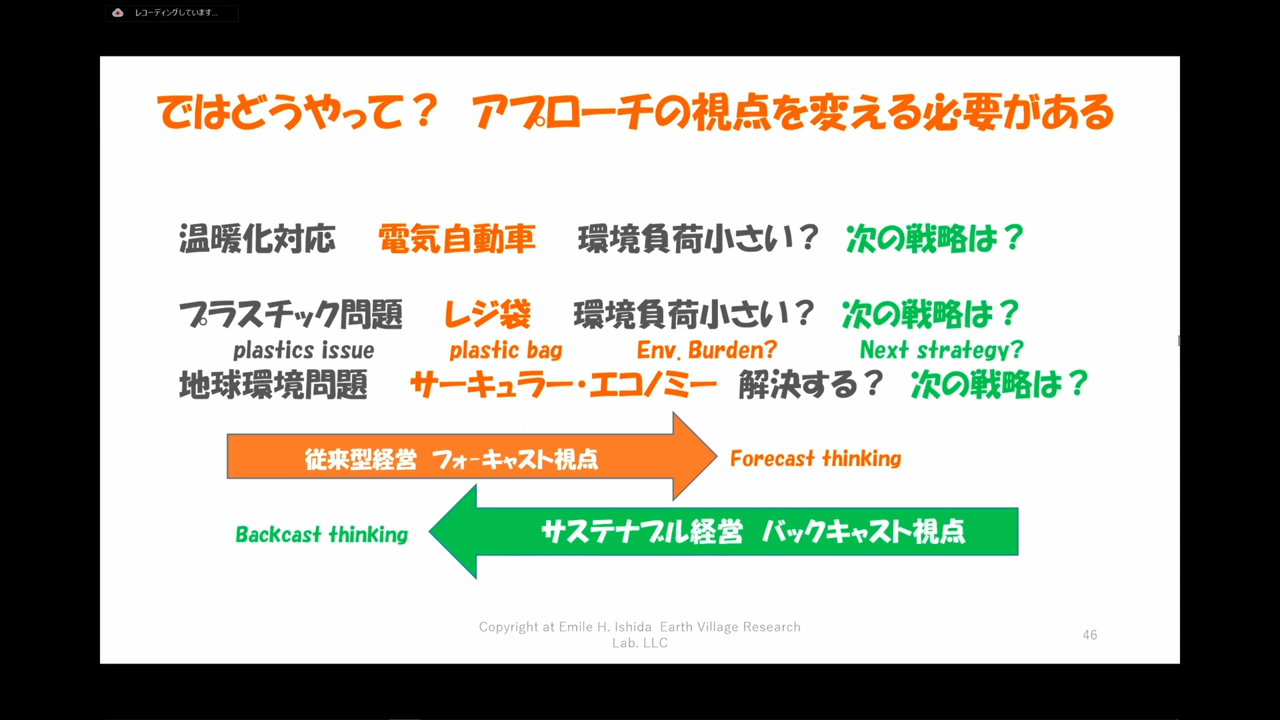 レコーディングしています...
ではどうやって？ アプローチの視点を変える必要がある
温暖化対応 電気自動車 環境負荷小さい？ 次の戦略は？
プラスチック問題 レジ袋 環境負荷小さい？ 次の戦略は？
plastics issue plastic bag Env. Burden? Next strategy?
地球環境問題 サーキュラー・エコノミー 解決する？ 次の戦略は？
従来型経営 フォーキャスト視点 Forecast thinking
Backcast thinking サステナブル経営 バックキャスト視点
Copyright at Emile H. Ishida Earth Village Research
Lab. LLC
46